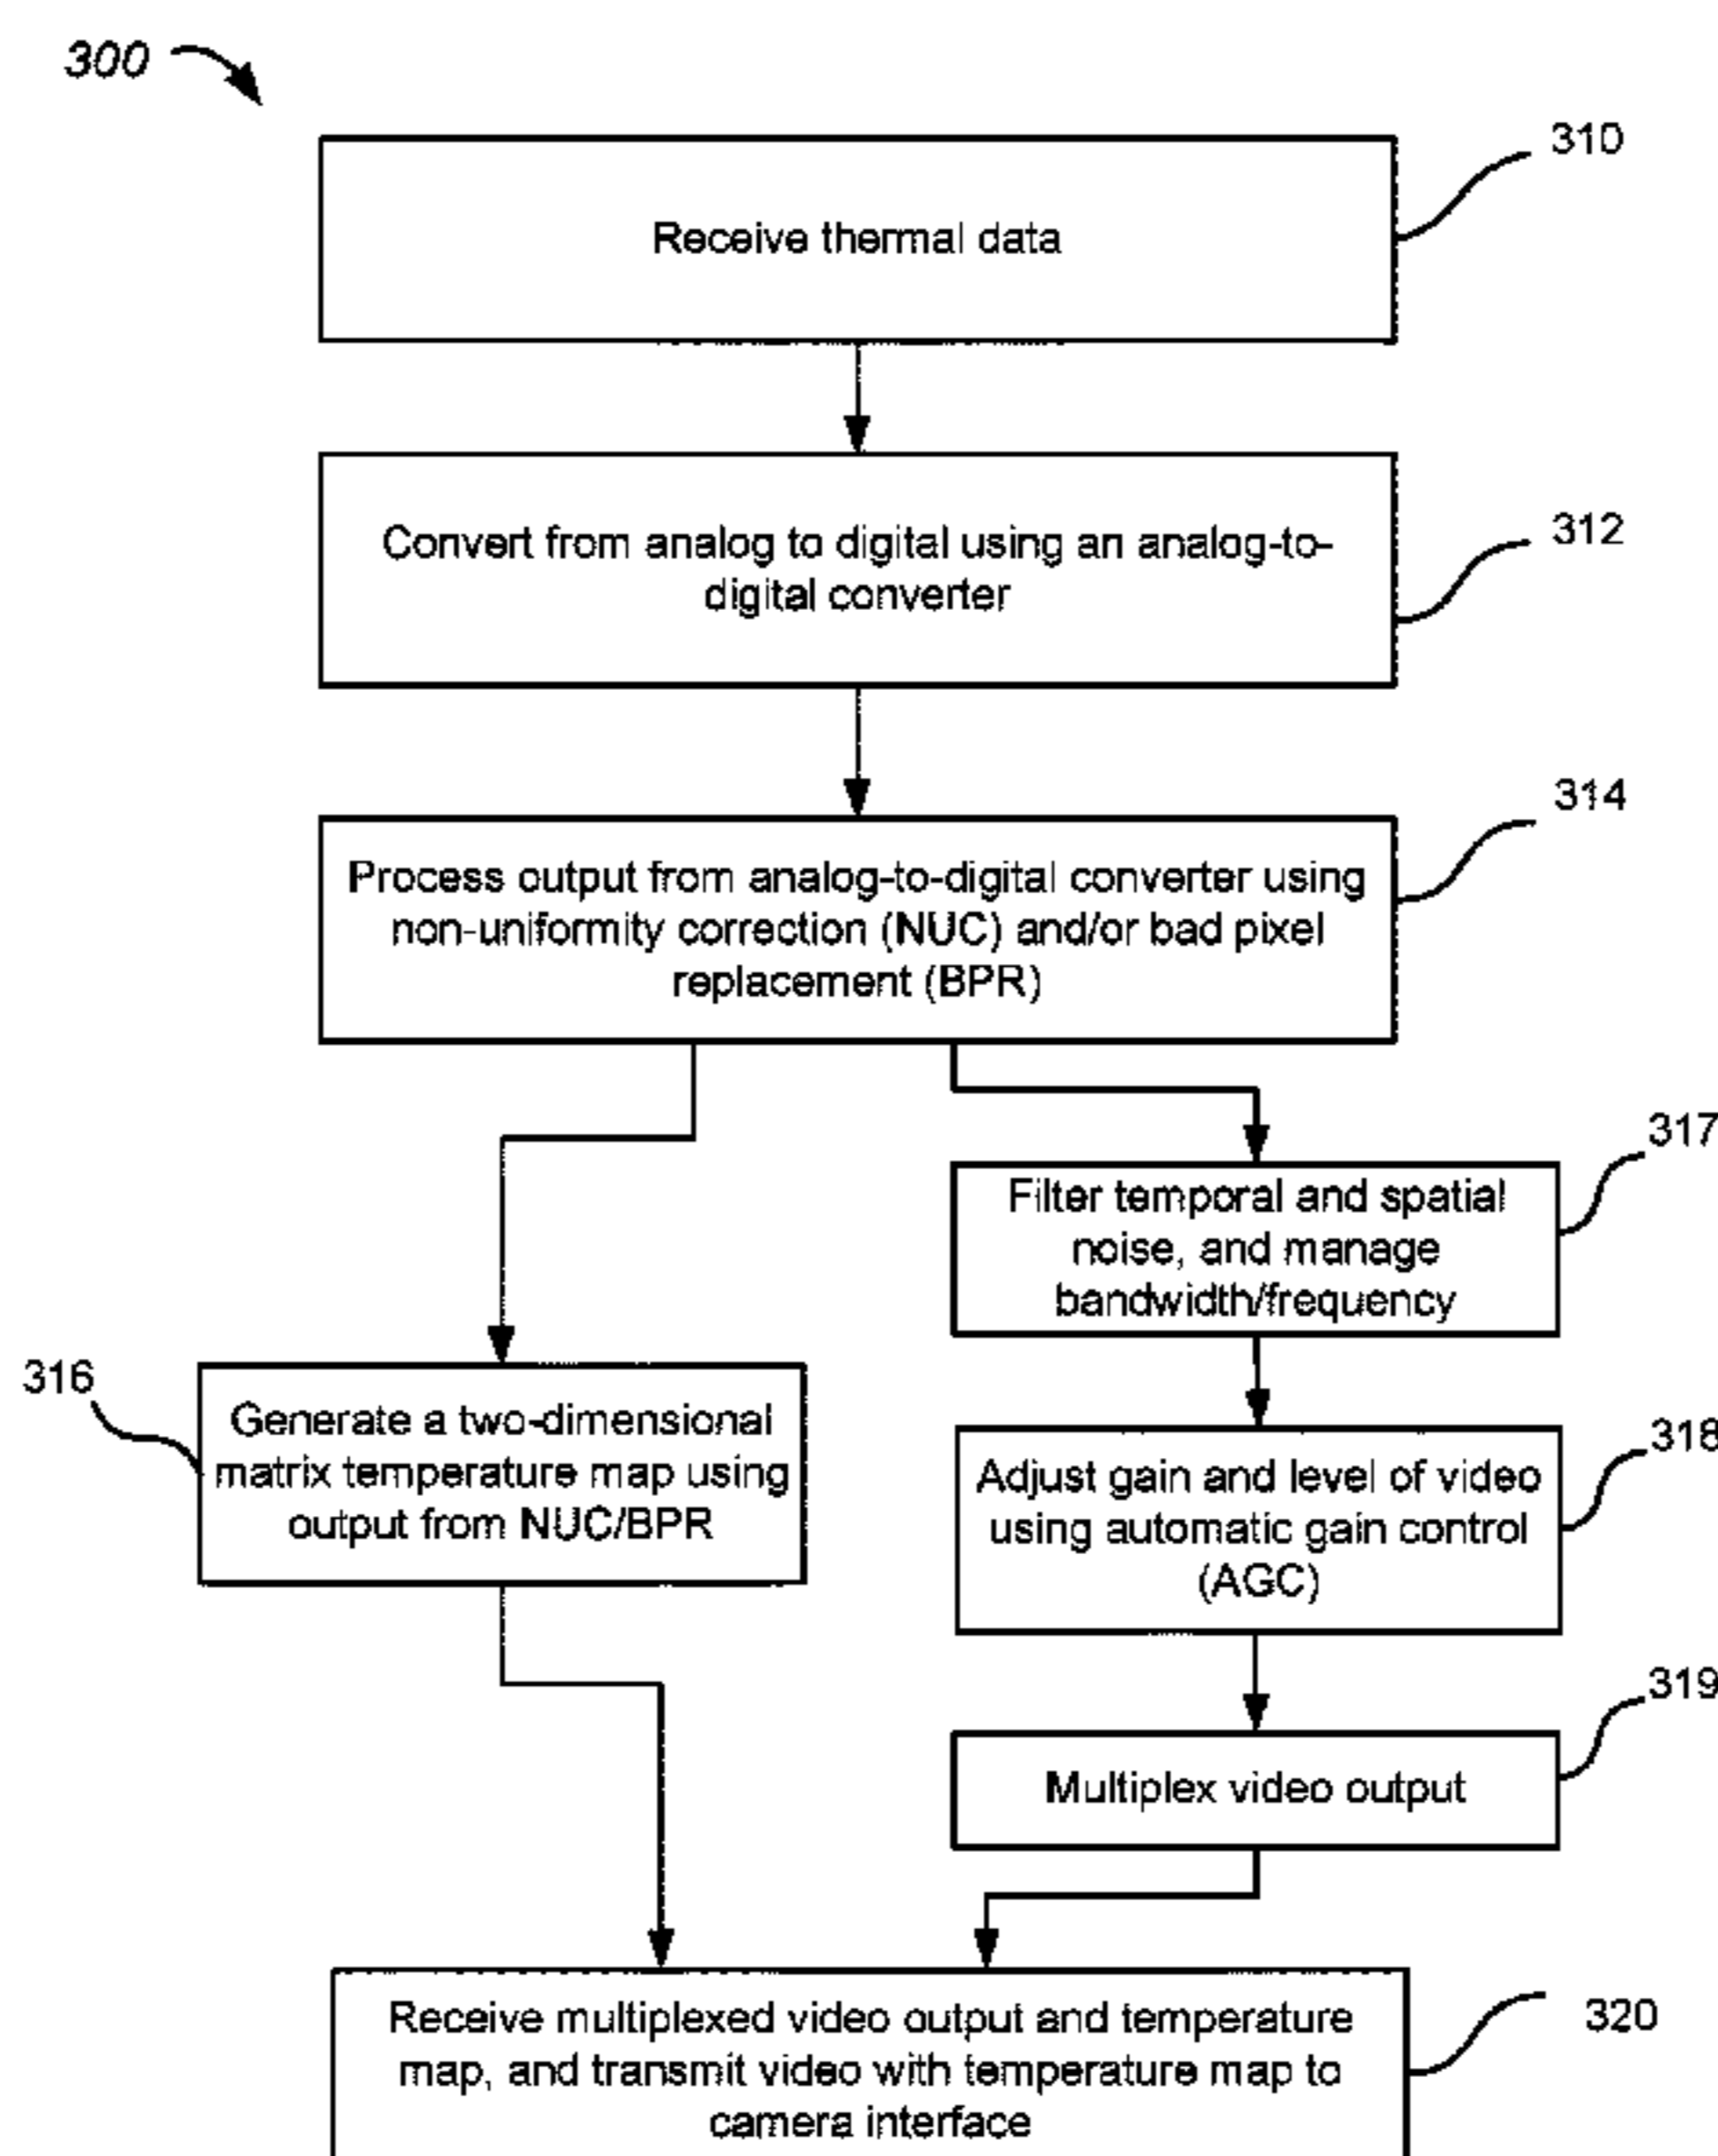 300
310
Receive thermal data
312
Convert from analog to digital using an analog-to-
digital converter
314
Process output from analog-to-digital converter using
non-uniformity correction (NUC) and/or bad pixel
replacement (BPR)
317
Filter temporal and spatial
noise, and manage
bandwidth/frequency
316
Generate a two-dimensional
matrix temperature map using
output from NUC/BPR
318
Adjust gain and level of video
using automatic gain control
(AGC)
319
Multiplex video output
320
Receive multiplexed video output and temperature
map, and transmit video with temperature map to
camera interface